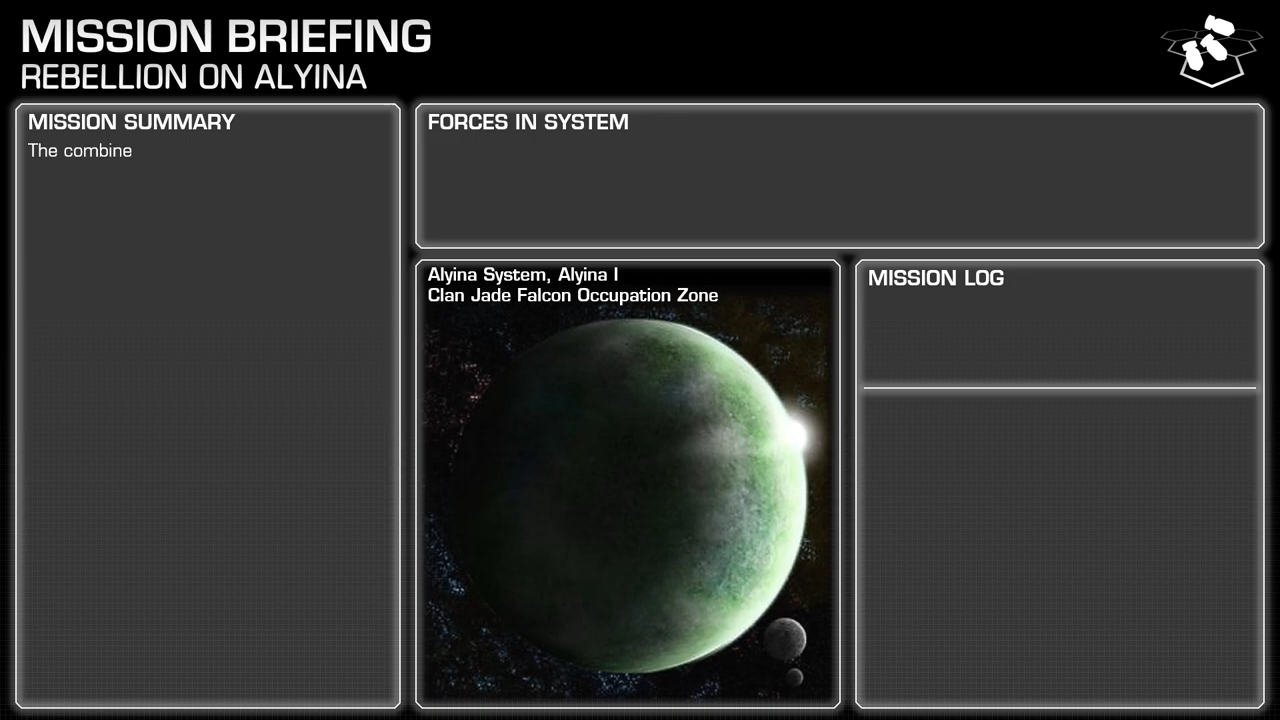 MISSION BRIEFING
REBELLION ON ALYINA
MISSION SUMMARY
The combine
FORCES IN SYSTEM
Alyina System, Alyina I
Clan Jade Falcon Occupation Zone
MISSION LOG